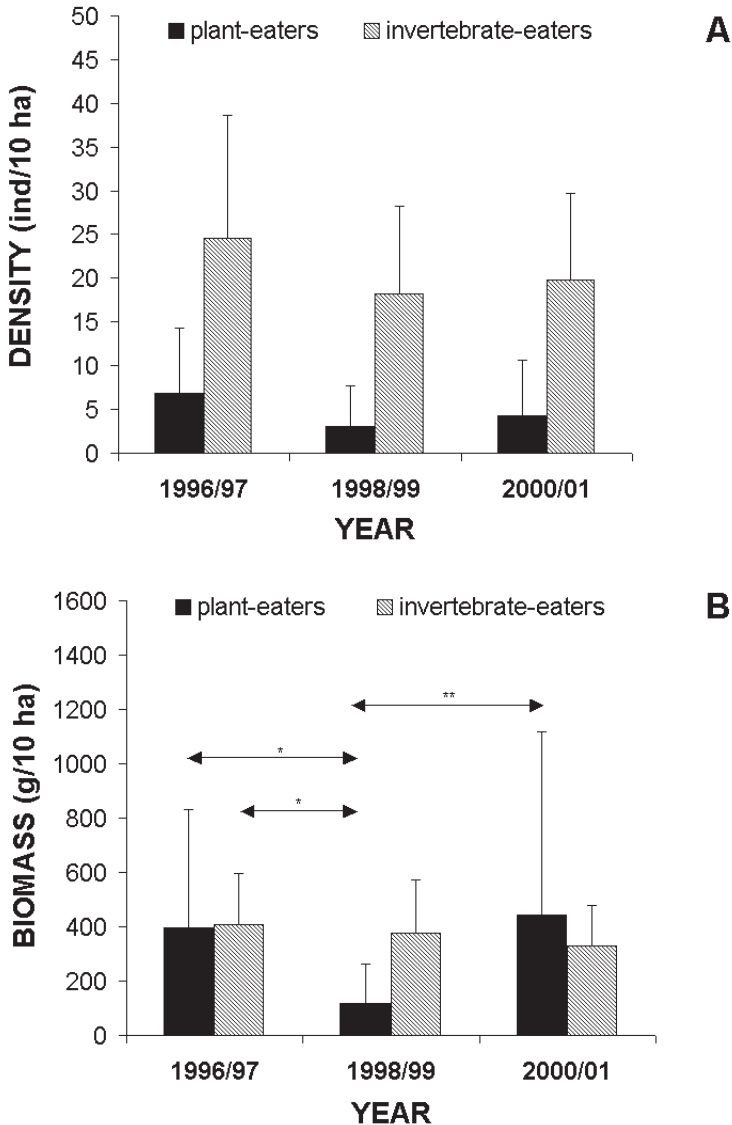 plant-eaters invertebrate-eaters A
50
45
40
35
30
25
20
15
10
5
0
DENSITY (ind/10 ha)
1996/97 1998/99 2000/01
YEAR
plant-eaters invertebrate-eaters B
1600
1400
1200
1000
800
600
400
200
0
BIOMASS (g/10 ha)
**
*
*
1996/97 1998/99 2000/01
YEAR